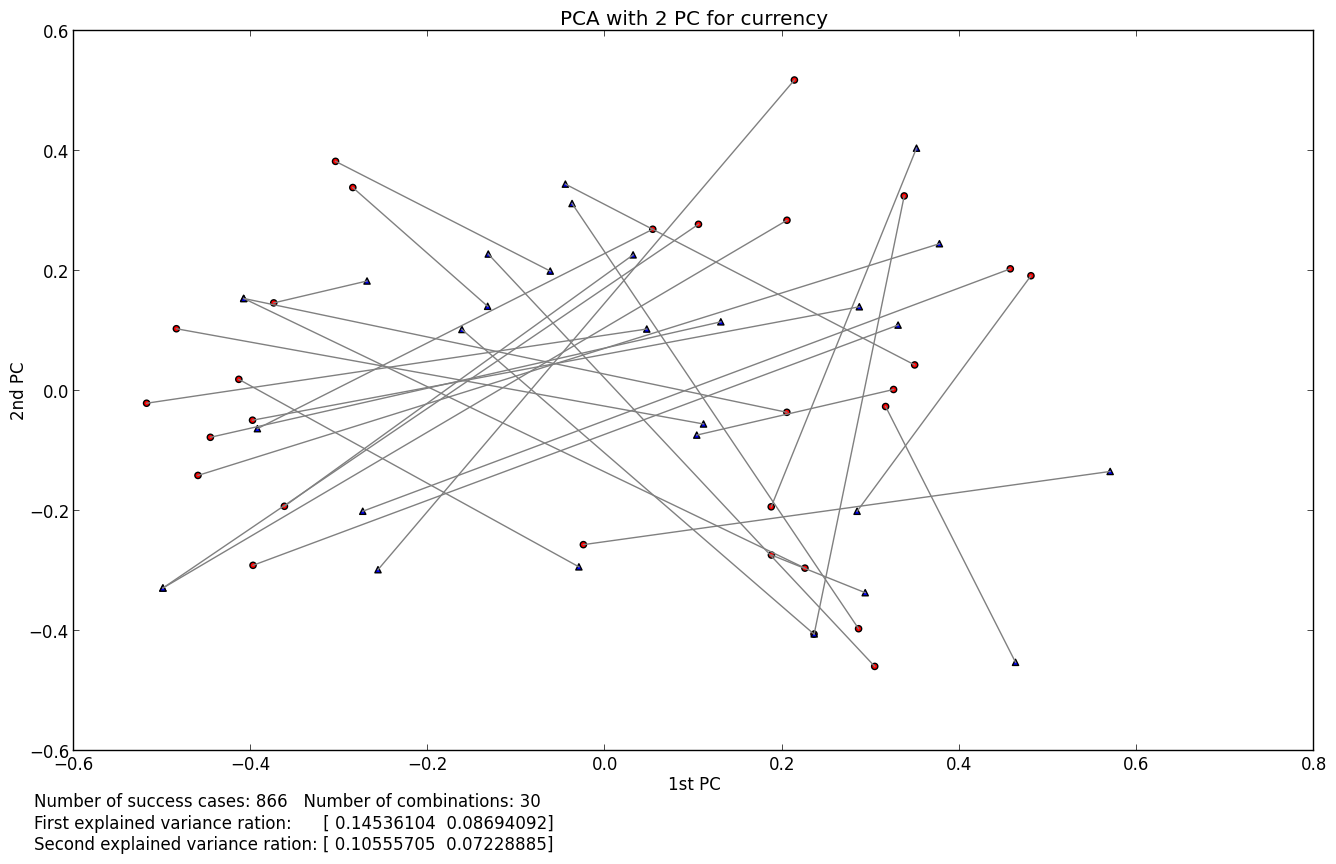 PCA with 2 PC for currency
0.6
0.4
0.2
0.0
−0.2
−0.4
−0.6
2nd PC
−0.6 −0.4 −0.2 0.0 0.2 0.4 0.6 0.8
1st PC
Number of success cases: 866 Number of combinations: 30
First explained variance ration: [ 0.14536104 0.08694092]
Second explained variance ration: [ 0.10555705 0.07228885]